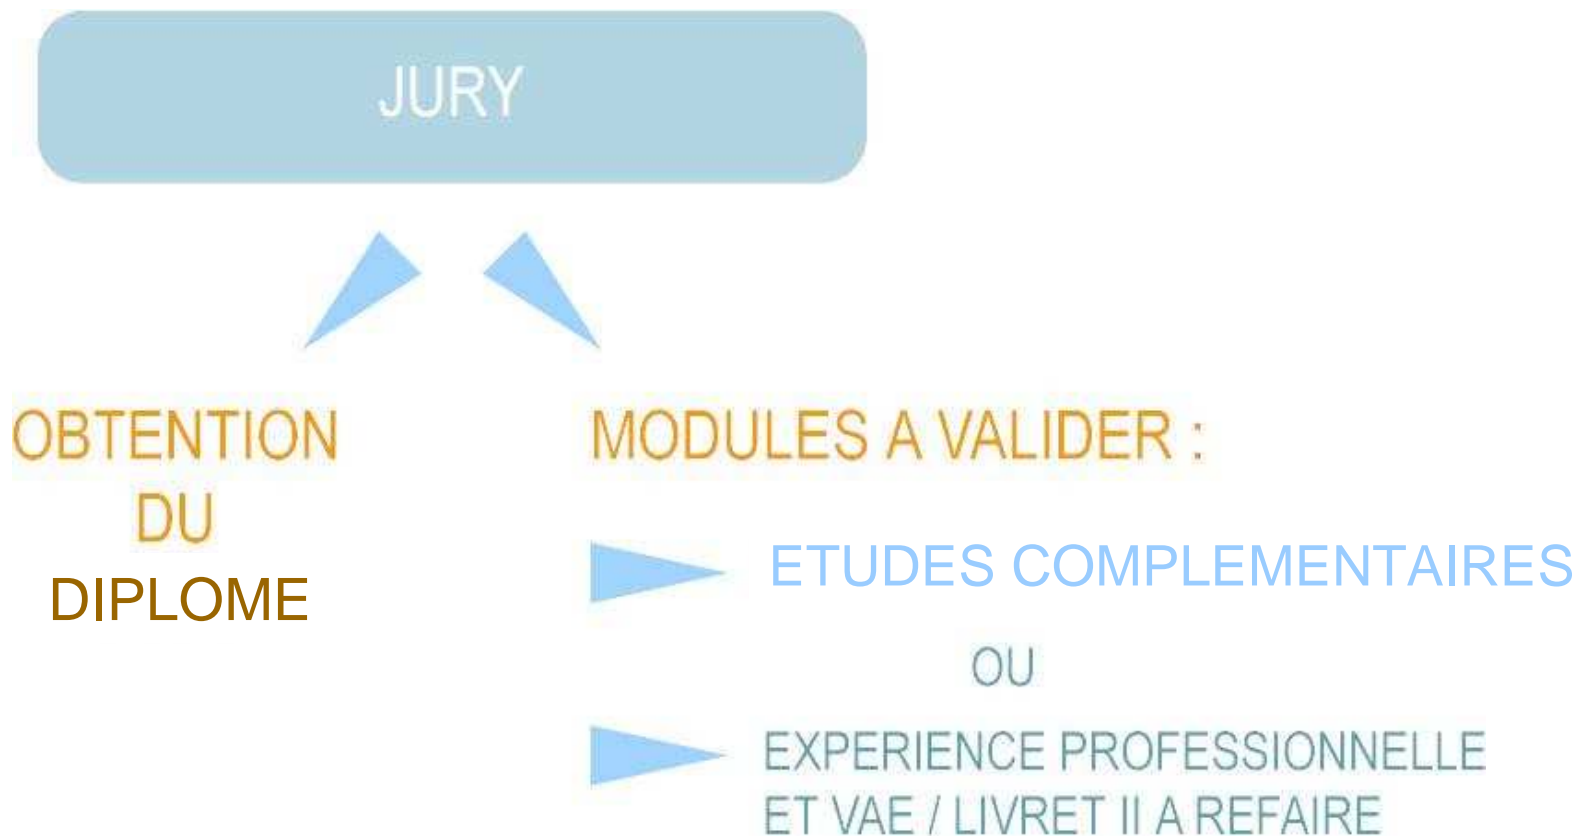 JURY
OBTENTION
DU
DIPLOME
MODULES A VALIDER :
ETUDES COMPLEMENTAIRES
OU
EXPERIENCE PROFESSIONNELLE
ET VAE / LIVRET II A REFAIRE